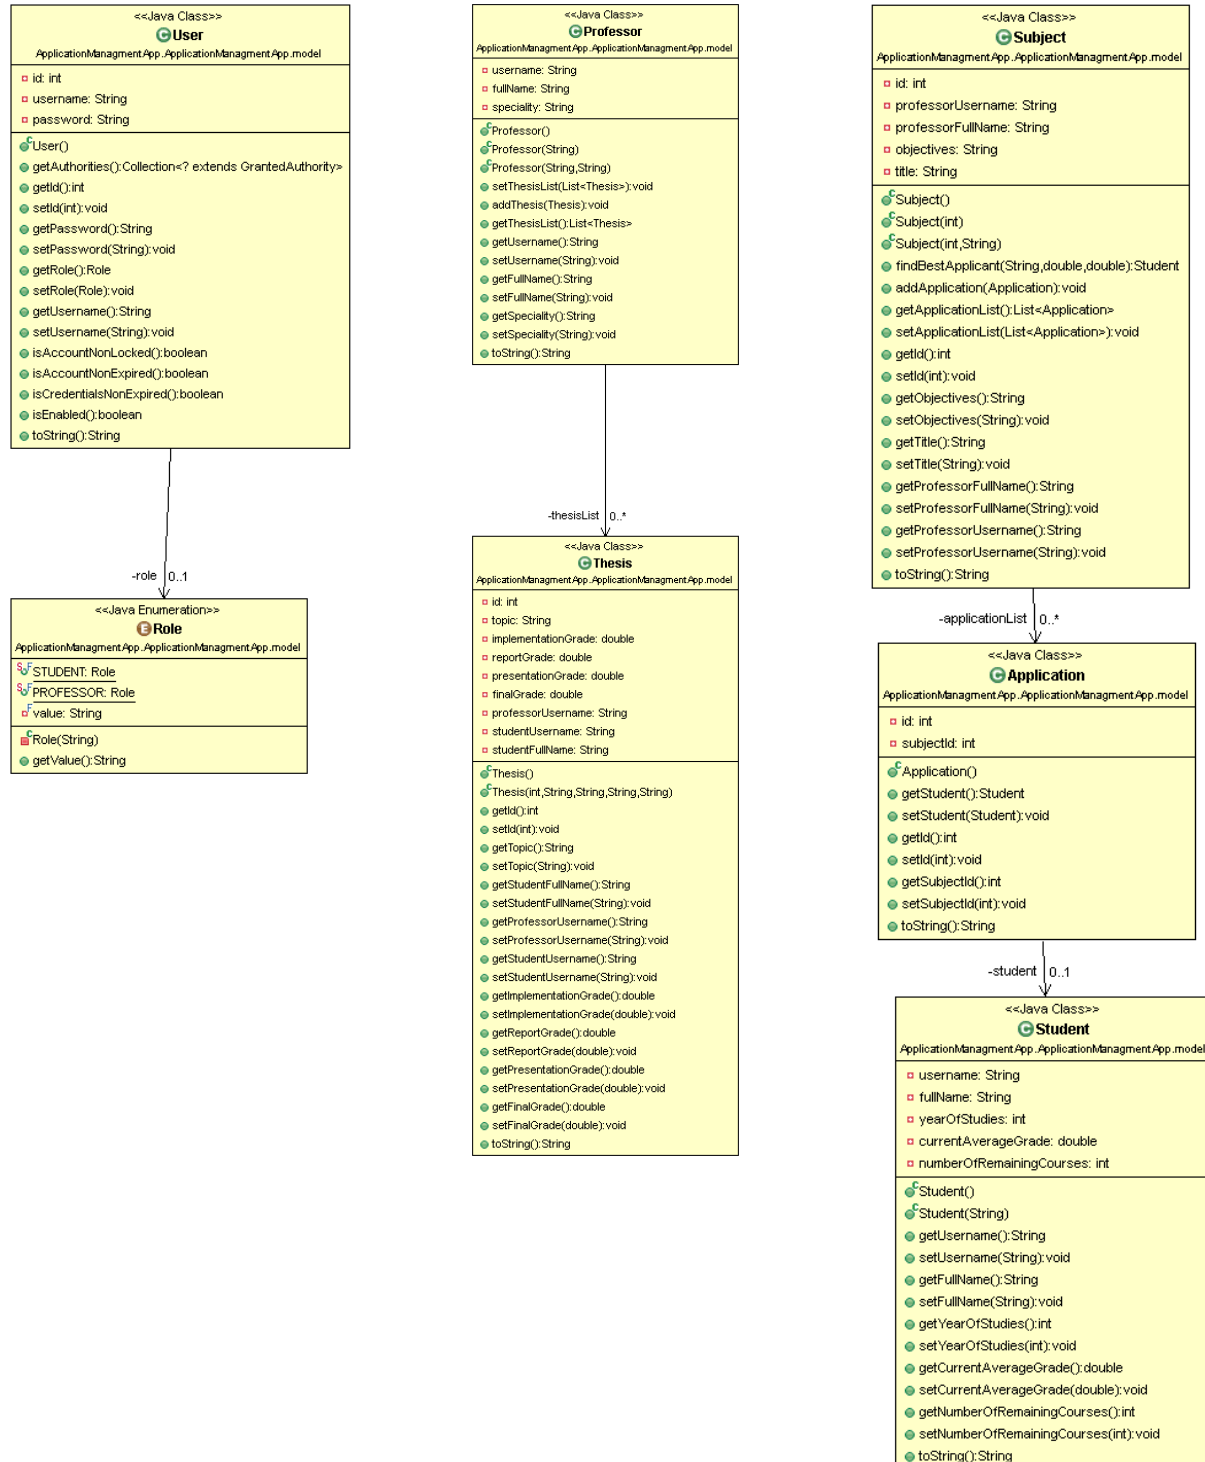 <<Java Class>>
User
ApplicationManagmentApp.ApplicationManagmentApp.model
id: int
username: String
password: String
User()
getAuthorities():Collection<? extends GrantedAuthority>
getId():int
setId(int):void
getPassword():String
setPassword(String):void
getRole():Role
setRole(Role):void
getUsername():String
setUsername(String):void
isAccountNonLocked():boolean
isAccountNonExpired():boolean
isCredentialsNonExpired():boolean
isEnabled():boolean
toString():String
-role 0..1
<<Java Enumeration>>
Role
ApplicationManagmentApp.ApplicationManagmentApp.model
STUDENT: Role
PROFESSOR: Role
value: String
Role(String)
getValue():String
<<Java Class>>
Professor
ApplicationManagmentApp.ApplicationManagmentApp.model
username: String
fullName: String
speciality: String
Professor()
Professor(String)
Professor(String,String)
setThesisList(List<Thesis>):void
addThesis(Thesis):void
getThesisList():List<Thesis>
getUsername():String
setUsername(String):void
getFullName():String
setFullName(String):void
getSpeciality():String
setSpeciality(String):void
toString():String
-thesisList 0..*
<<Java Class>>
Thesis
ApplicationManagmentApp.ApplicationManagmentApp.model
id: int
topic: String
implementationGrade: double
reportGrade: double
presentationGrade: double
finalGrade: double
professorUsername: String
studentUsername: String
studentFullName: String
Thesis()
Thesis(int,String,String,String,String)
getId():int
setId(int):void
getTopic():String
setTopic(String):void
getStudentFullName():String
setStudentFullName(String):void
getProfessorUsername():String
setProfessorUsername(String):void
getStudentUsername():String
setStudentUsername(String):void
getImplementationGrade():double
setImplementationGrade(double):void
getReportGrade():double
setReportGrade(double):void
getPresentationGrade():double
setPresentationGrade(double):void
getFinalGrade():double
setFinalGrade(double):void
toString():String
<<Java Class>>
Subject
ApplicationManagmentApp.ApplicationManagmentApp.model
id: int
professorUsername: String
professorFullName: String
objectives: String
title: String
Subject()
Subject(int)
Subject(int,String)
findBestApplicant(String,double,double):Student
addApplication(Application):void
getApplicationList():List<Application>
setApplicationList(List<Application>):void
getId():int
setId(int):void
getObjectives():String
setObjectives(String):void
getTitle():String
setTitle(String):void
getProfessorFullName():String
setProfessorFullName(String):void
getProfessorUsername():String
setProfessorUsername(String):void
toString():String
-applicationList 0..*
<<Java Class>>
Application
ApplicationManagmentApp.ApplicationManagmentApp.model
id: int
subjectId: int
Application()
getStudent():Student
setStudent(Student):void
getId():int
setId(int):void
getSubjectId():int
setSubjectId(int):void
toString():String
-student 0..1
<<Java Class>>
Student
ApplicationManagmentApp.ApplicationManagmentApp.model
username: String
fullName: String
yearOfStudies: int
currentAverageGrade: double
numberOfRemainingCourses: int
Student()
Student(String)
getUsername():String
setUsername(String):void
getFullName():String
setFullName(String):void
getYearOfStudies():int
setYearOfStudies(int):void
getCurrentAverageGrade():double
setCurrentAverageGrade(double):void
getNumberOfRemainingCourses():int
setNumberOfRemainingCourses(int):void
toString():String